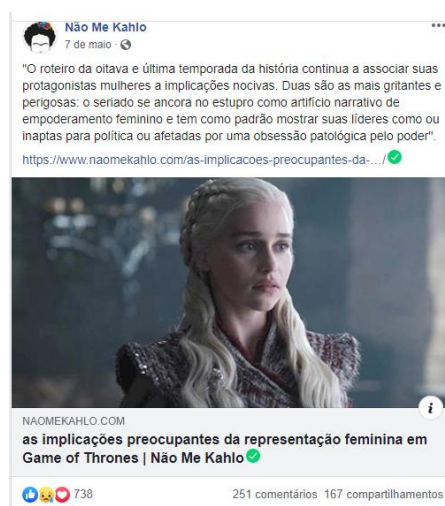 Não Me Kahlo
7 de maio ·
"O roteiro da oitava e última temporada da história continua a associar suas
protagonistas mulheres a implicações nocivas. Duas são as mais gritantes e
perigosas: o seriado se ancora no estupro como artifício narrativo de
empoderamento feminino e tem como padrão mostrar suas líderes como ou
inaptas para política ou afetadas por uma obsessão patológica pelo poder".
https://www.naomekahlo.com/as-implicacoes-preocupantes-da-.../
NAOMEKAHLO.COM
as implicações preocupantes da representação feminina em
Game of Thrones | Não Me Kahlo
738 251 comentários 167 compartilhamentos